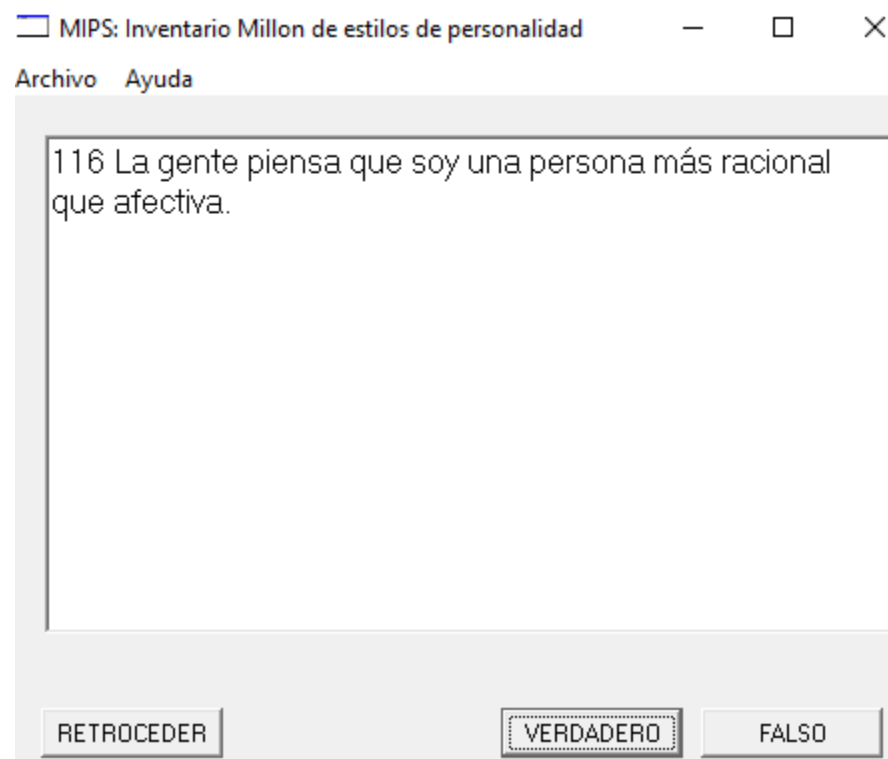 MIPS: Inventario Millon de estilos de personalidad
Archivo Ayuda
116 La gente piensa que soy una persona más racional
que afectiva.
RETROCEDER VERDADERO FALSO